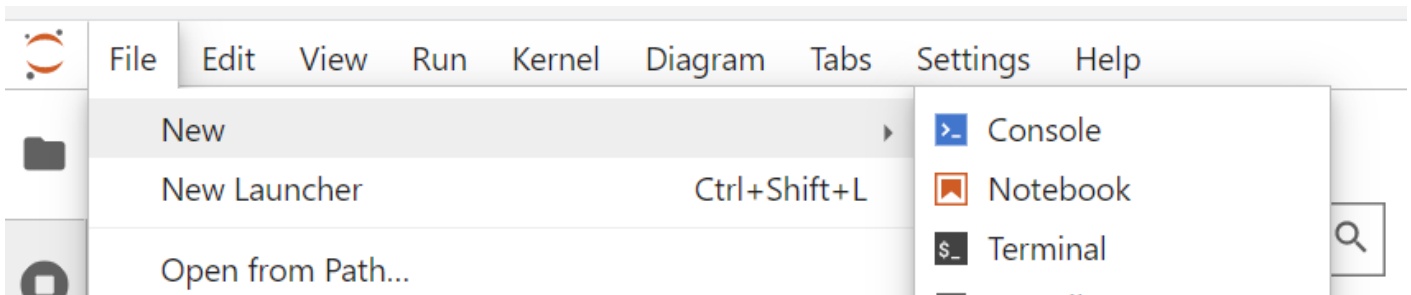 File Edit View Run Kernel Diagram Tabs Settings Help
New
New Launcher Ctrl+Shift+L
Open from Path...
Console
Notebook
$_ Terminal